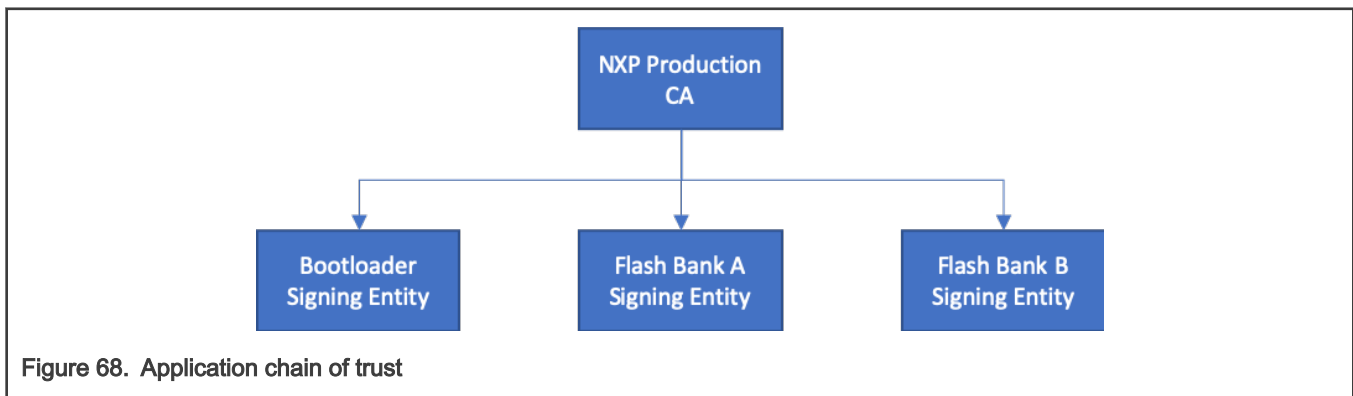 NXP Production
CA
Bootloader
Signing Entity
Flash Bank A
Signing Entity
Flash Bank B
Signing Entity
Figure 68. Application chain of trust